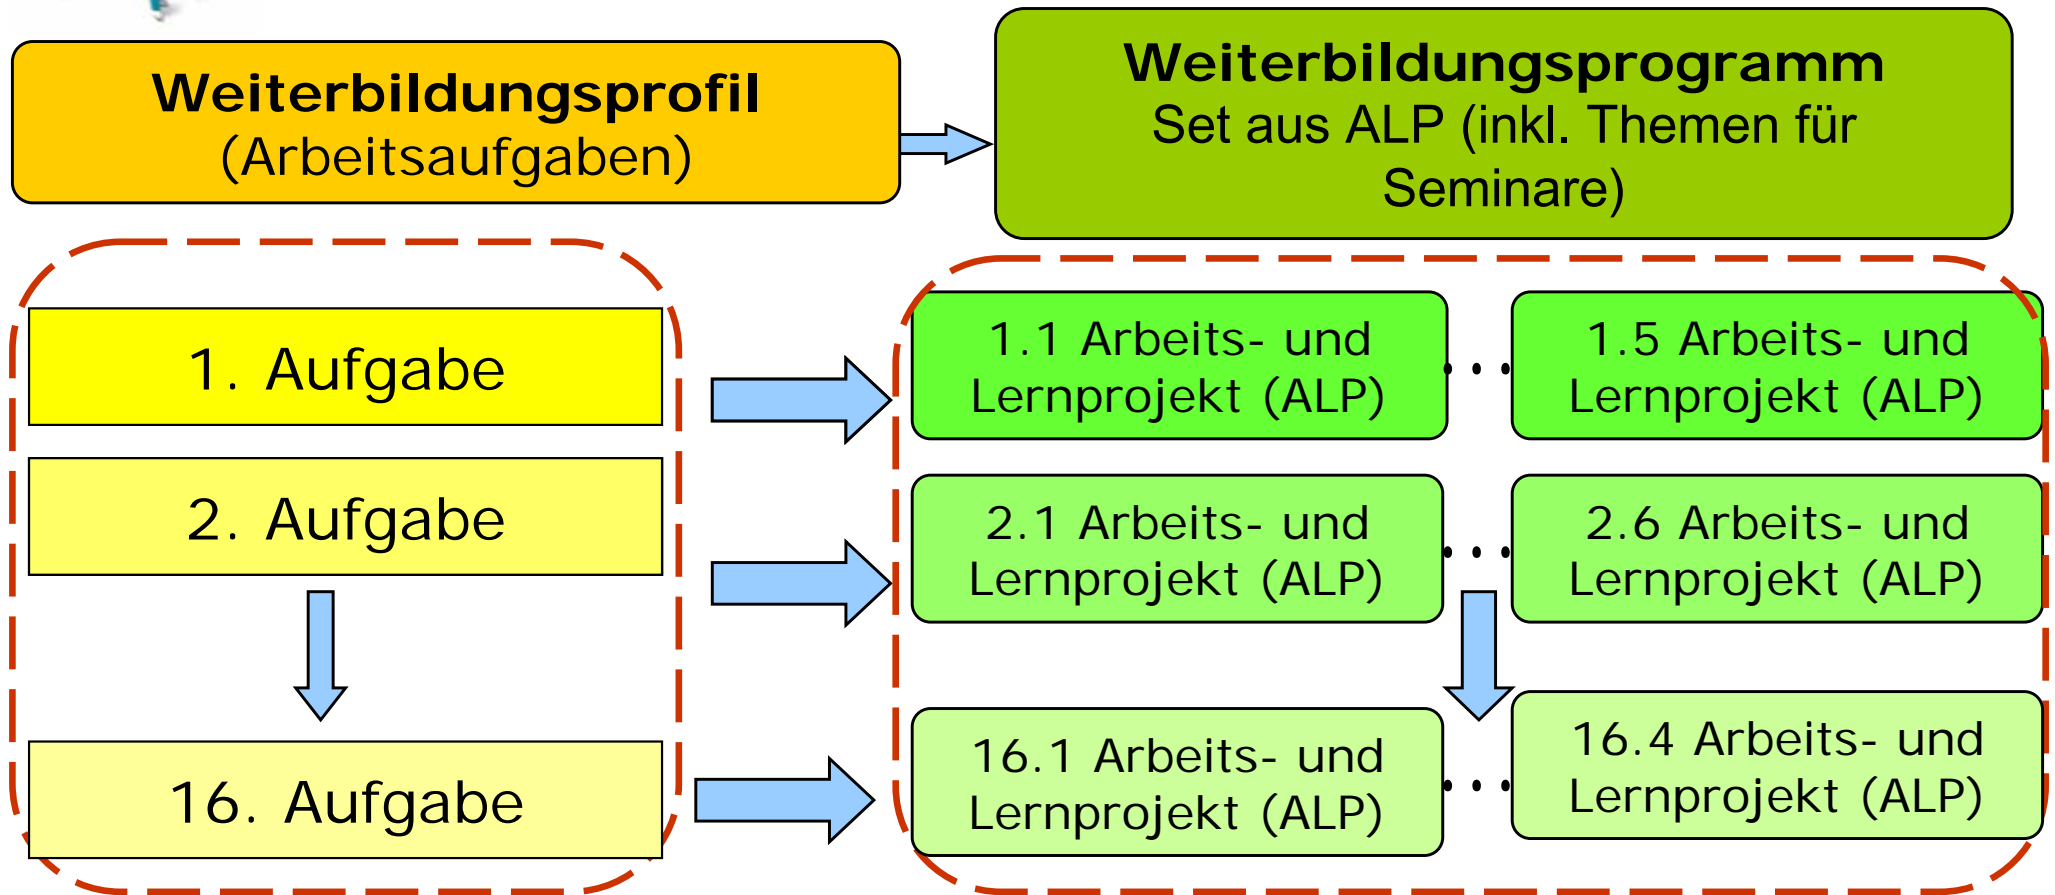 Weiterbildungsprofil
(Arbeitsaufgaben)
Weiterbildungsprogramm
Set aus ALP (inkl. Themen für
Seminare)
1. Aufgabe
1.1 Arbeits- und
Lernprojekt (ALP)
...
1.5 Arbeits- und
Lernprojekt (ALP)
2. Aufgabe
2.1 Arbeits- und
Lernprojekt (ALP)
...
2.6 Arbeits- und
Lernprojekt (ALP)
16. Aufgabe
16.1 Arbeits- und
Lernprojekt (ALP)
...
16.4 Arbeits- und
Lernprojekt (ALP)